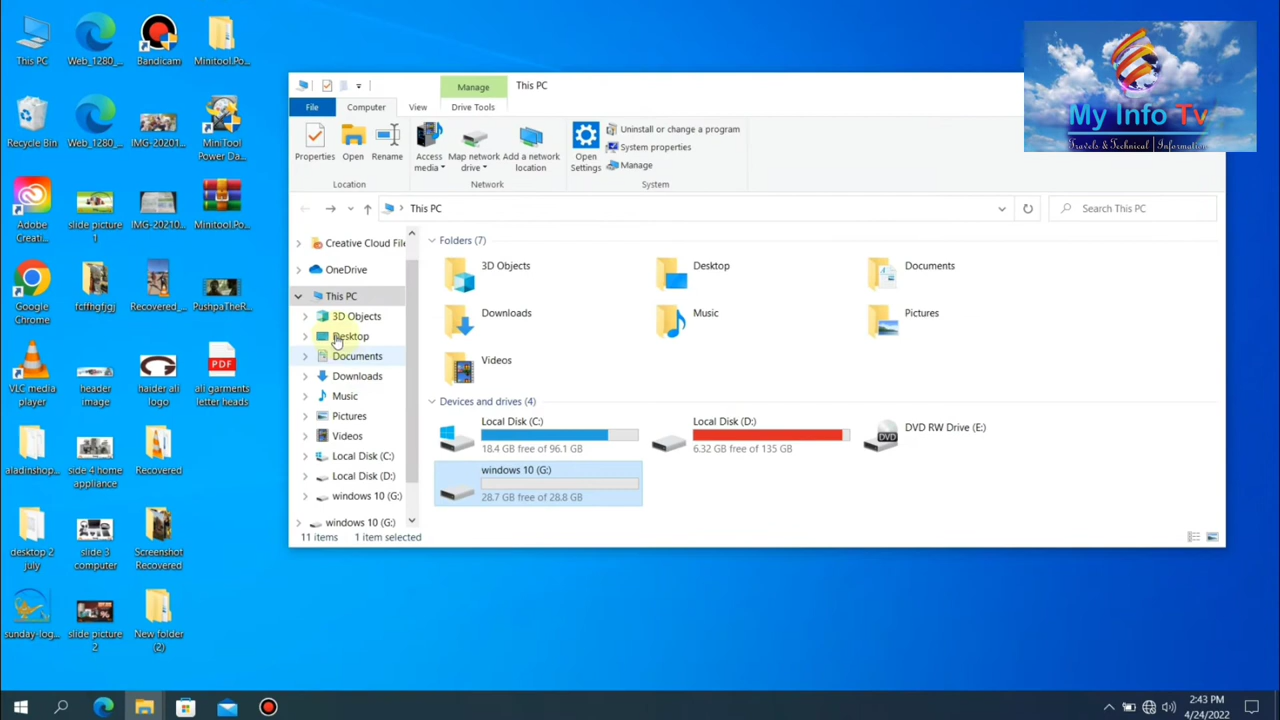 This PC
Web_1280_...
Bandicam
Minitool.Po...
Recycle Bin
Web_1280_...
IMG-20201...
MiniTool
Power Da...
Adobe
Creati...
slide picture
1
IMG-20210...
Minitool.Po...
Google
Chrome
fcffhgfjgj
Recovered_...
PushpaTheR...
VLC media
player
header
image
haider ali
logo
PDF
all garments
letter heads
aladinshop...
side 4 home
appliance
Recovered
desktop 2
july
slide 3
computer
Screenshot
Recovered
sunday-log...
slide picture
2
New folder
(2)
Manage
This PC
File
Computer
View
Drive Tools
Properties
Open
Rename
Location
Access
media
Map network
drive
Add a network
location
Network
Open
Settings
Uninstall or change a program
System properties
Manage
System
This PC
Search This PC
Creative Cloud File
OneDrive
This PC
3D Objects
Desktop
Documents
Downloads
Music
Pictures
Videos
Local Disk (C:)
Local Disk (D:)
windows 10 (G:)
windows 10 (G:)
Folders (7)
3D Objects
Desktop
Documents
Downloads
Music
Pictures
Videos
Devices and drives (4)
Local Disk (C:)
18.4 GB free of 96.1 GB
Local Disk (D:)
6.32 GB free of 135 GB
DVD
DVD RW Drive (E:)
windows 10 (G:)
28.7 GB free of 28.8 GB
11 items
1 item selected
My Info Tv
Travels & Technical | Information
2:43 PM
4/24/2022